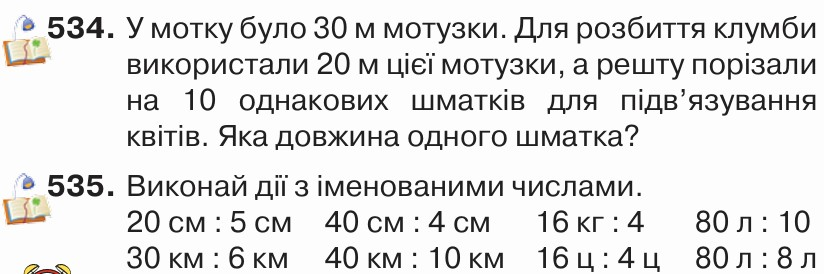 534. У мотку було 30 м мотузки. Для розбиття клумби
використали 20 м цієї мотузки, а решту порізали
на 10 однакових шматків для підв’язування
квітів. Яка довжина одного шматка?
535. Виконай дії з іменованими числами.
20 см : 5 см 40 см : 4 см 16 кг : 4 80 л : 10
30 км : 6 км 40 км : 10 км 16 ц : 4 ц 80 л : 8 л